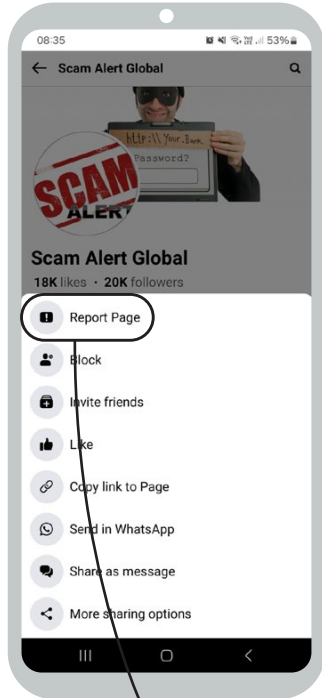 08:35
53%
Scam Alert Global
http:\\ Your.Bank
Password?
SCAM
ALERT
Scam Alert Global
18K likes · 20K followers
Report Page
Block
Invite friends
Like
Copy link to Page
Send in WhatsApp
Share as message
More sharing options